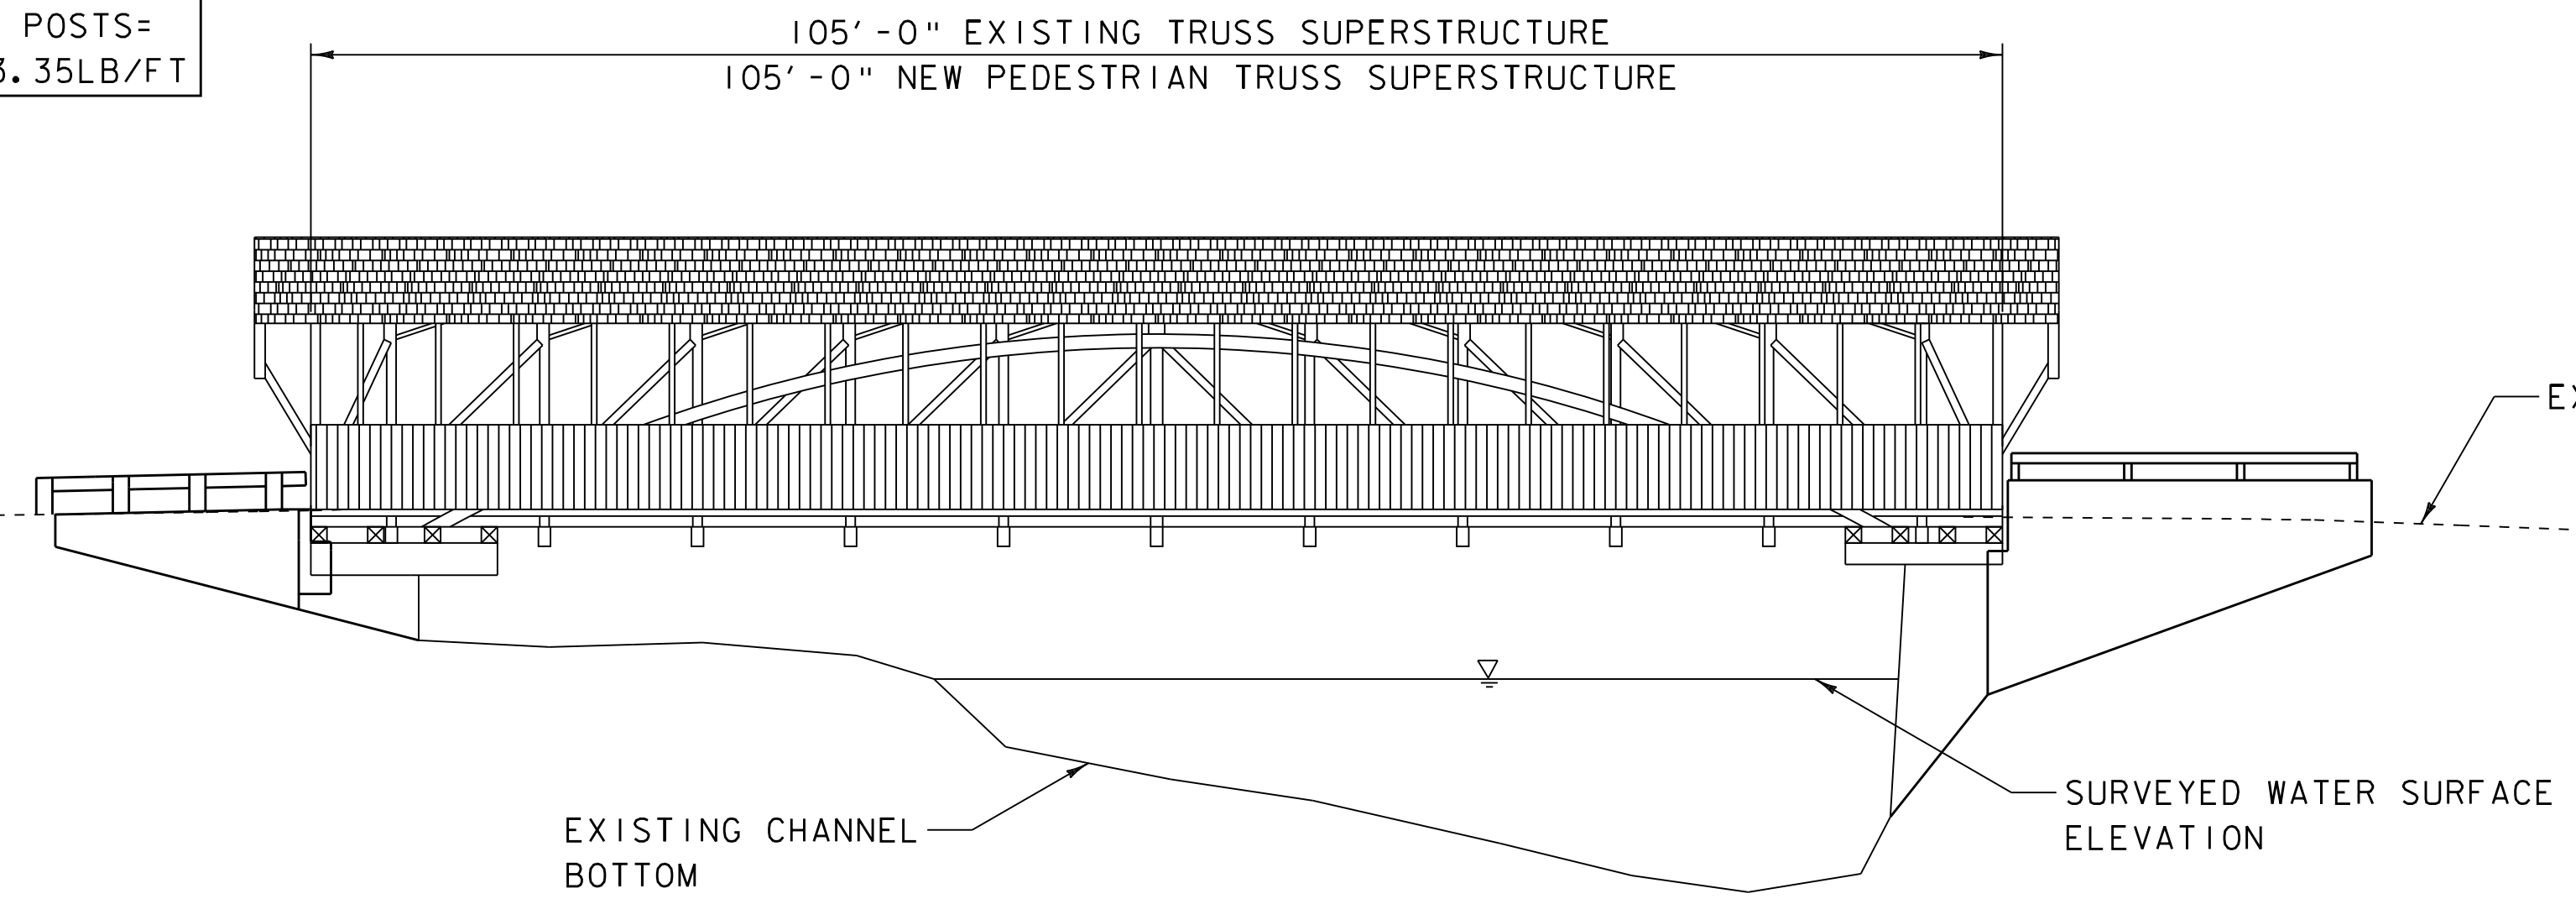 POSTS=
3.35LB/FT
105'-0" EXISTING TRUSS SUPERSTRUCTURE
105'-0" NEW PEDESTRIAN TRUSS SUPERSTRUCTURE
EXISTING CHANNEL
BOTTOM
SURVEYED WATER SURFACE
ELEVATION